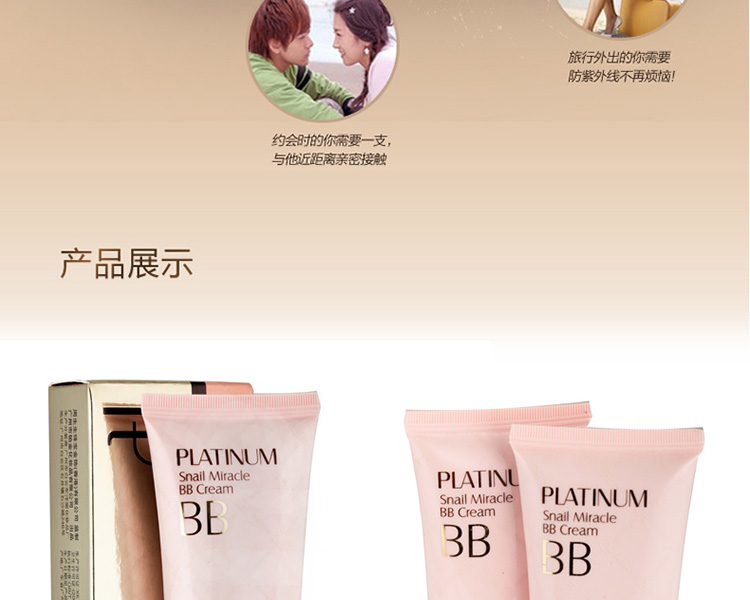 旅行外出的你需要
防紫外线不再烦恼!
约会时的你需要一支,
与他近距离亲密接触
产品展示
PLATINUM
Snail Miracle
BB Cream
BB
PLATINU
Snail Miracle
BB Cream
BB
PLATINUM
Snail Miracle
BB Cream
BB